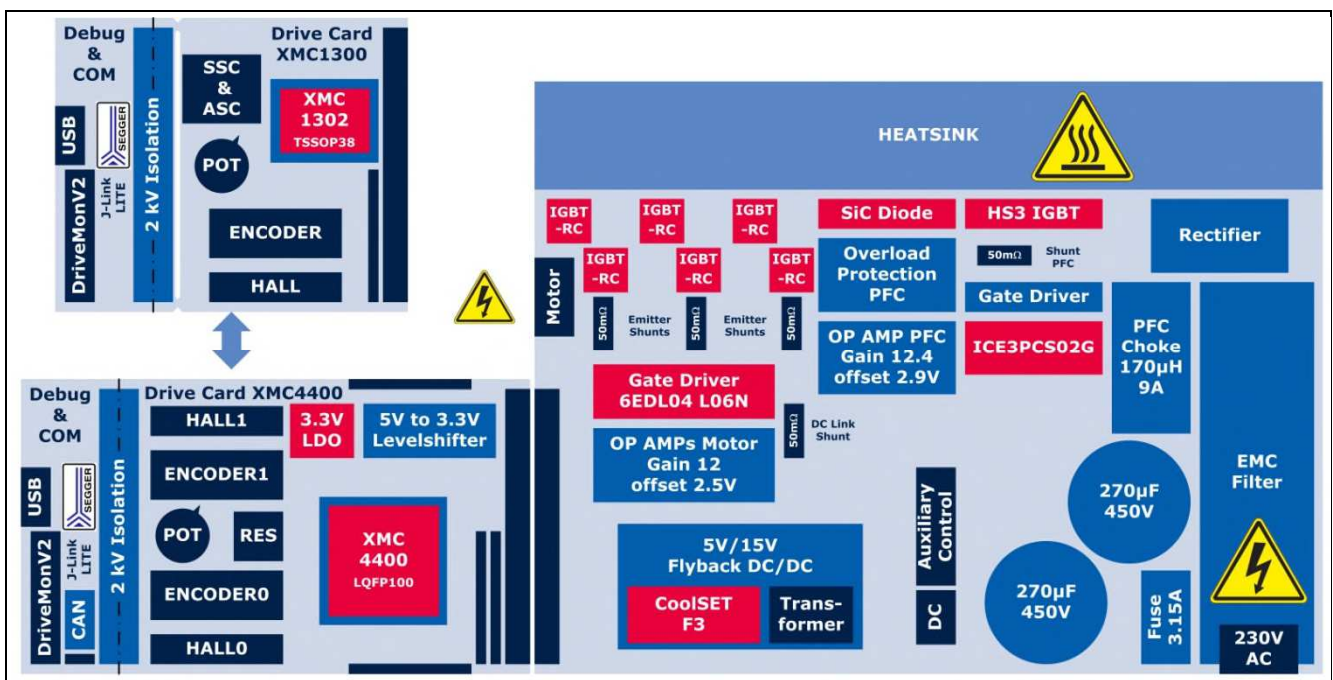 Debug
&
COM
USB
SEGGER
J-Link
LITE
DriveMonV2
2 kV Isolation
Drive Card
XMC1300
SSC
&
ASC
XMC
1302
TSSOP38
POT
ENCODER
HALL
Debug
&
COM
USB
SEGGER
J-Link
LITE
DriveMonV2
CAN
2 kV Isolation
Drive Card XMC4400
HALL1
3.3V
LDO
5V to 3.3V
Levelshifter
ENCODER1
POT
RES
XMC
4400
LQFP100
ENCODER0
HALL0
HEATSINK
IGBT
-RC
IGBT
-RC
IGBT
-RC
IGBT
-RC
IGBT
-RC
IGBT
-RC
Motor
50mΩ
Emitter
Shunts
50mΩ
Emitter
Shunts
50mΩ
SiC Diode
HS3 IGBT
Rectifier
Overload
Protection
PFC
50mΩ
Shunt
PFC
Gate Driver
OP AMP PFC
Gain 12.4
offset 2.9V
ICE3PCS02G
PFC
Choke
170µH
9A
Gate Driver
6EDL04 L06N
50mΩ
DC Link
Shunt
OP AMPs Motor
Gain 12
offset 2.5V
EMC
Filter
270µF
450V
Auxiliary
Control
5V/15V
Flyback DC/DC
CoolSET
F3
Trans-
former
DC
270µF
450V
Fuse
3.15A
230V
AC